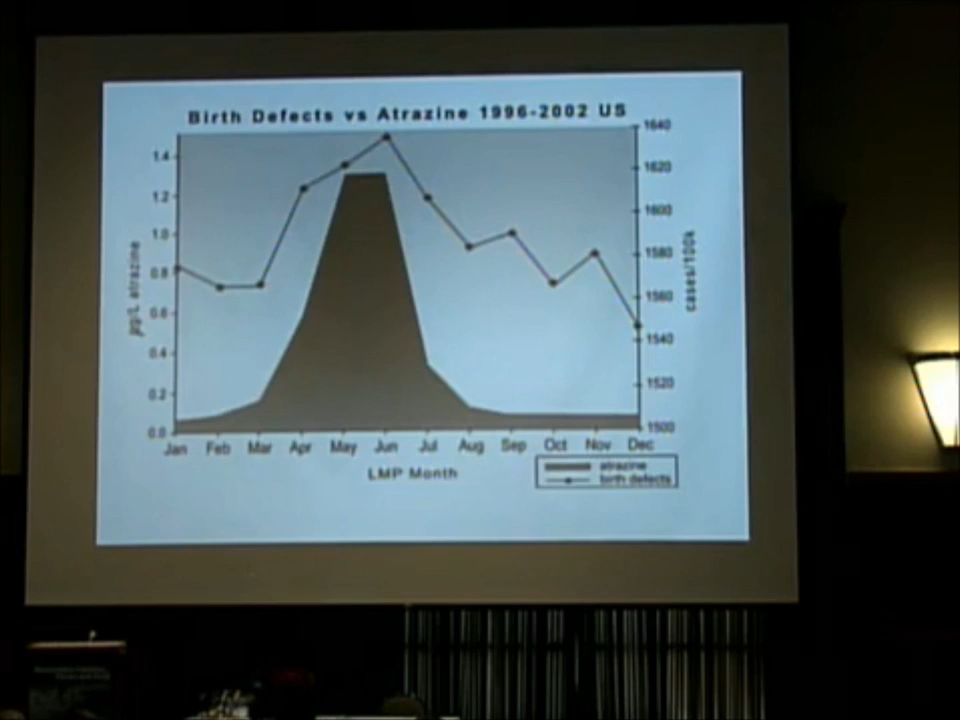 Birth Defects vs Atrazine 1996-2002 US
1.4
1.2
1.0
0.8
0.6
0.4
0.2
0.0
µg/L atrazine
1640
1620
1600
1580
1560
1540
1520
1500
cases/100k
Jan Feb Mar Apr May Jun Jul Aug Sep Oct Nov Dec
LMP Month
atrazine
birth defects